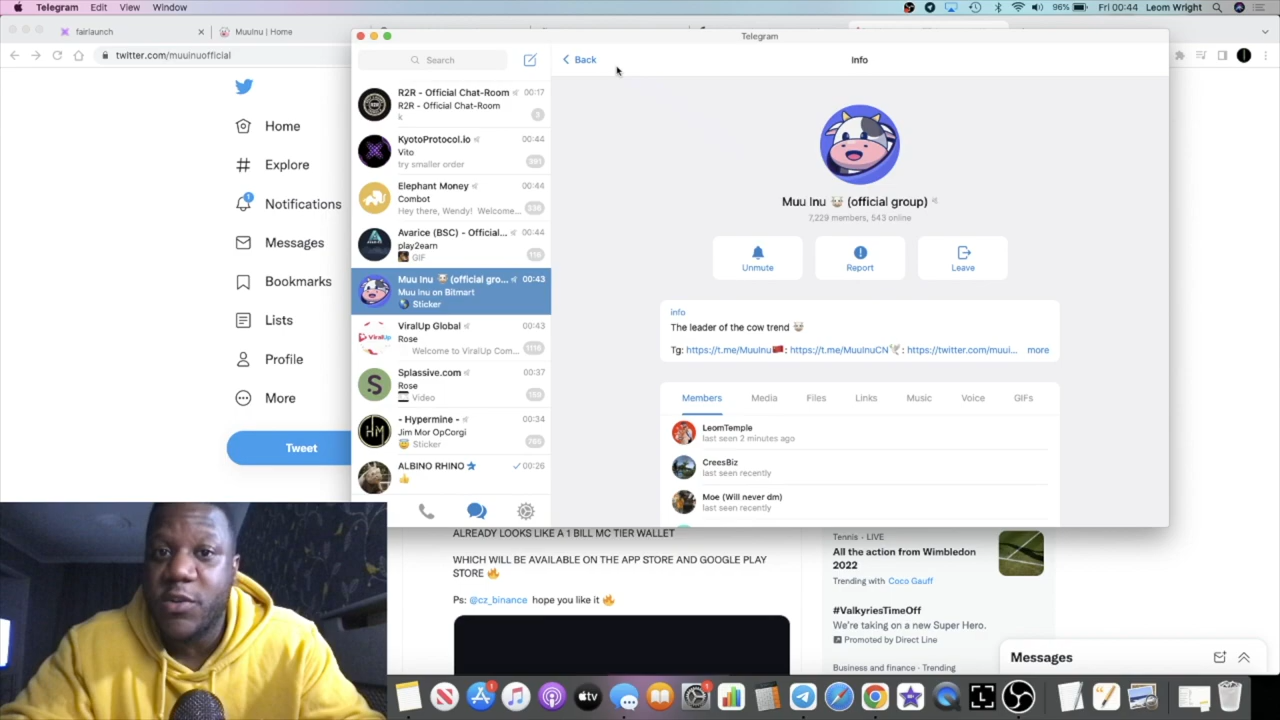 Telegram Edit View Window
96% Fri 00:44 Leom Wright
fairlaunch
MuuInu | Home
twitter.com/muuinuofficial
Home
Explore
1
Notifications
Messages
Bookmarks
Lists
Profile
More
Tweet
Telegram
Search
R2R - Official Chat-Room 00:17
R2R - Official Chat-Room
k 3
KyotoProtocol.io 00:44
Vito
try smaller order 391
Elephant Money 00:44
Combot
Hey there, Wendy! Welcome... 336
Avarice (BSC) - Official... 00:44
play2earn
GIF 116
Muu Inu 🐮 (official gro... 00:43
Muu Inu on Bitmart
Sticker
ViralUp Global 00:43
Rose
Welcome to ViralUp Com... 1116
Splassive.com 00:37
Rose
Video 150
- Hypermine - 00:34
Jim Mor OpCorgi
😇 Sticker 766
ALBINO RHINO 00:26
👍
Back
Info
Muu Inu 🐮 (official group)
7,229 members, 543 online
Unmute
Report
Leave
info
The leader of the cow trend 🐮
Tg: https://t.me/MuuInu🇨🇳: https://t.me/MuuInuCN🕊: https://twitter.com/muui... more
Members Media Files Links Music Voice GIFs
LeomTemple
last seen 2 minutes ago
CreesBiz
last seen recently
Moe (Will never dm)
last seen recently
ALREADY LOOKS LIKE A 1 BILL MC TIER WALLET
WHICH WILL BE AVAILABLE ON THE APP STORE AND GOOGLE PLAY
STORE 🔥
Ps: @cz_binance hope you like it 🔥
Tennis · LIVE
All the action from Wimbledon
2022
Trending with Coco Gauff
#ValkyriesTimeOff
We're taking on a new Super Hero.
Promoted by Direct Line
Business and finance · Trending
Messages